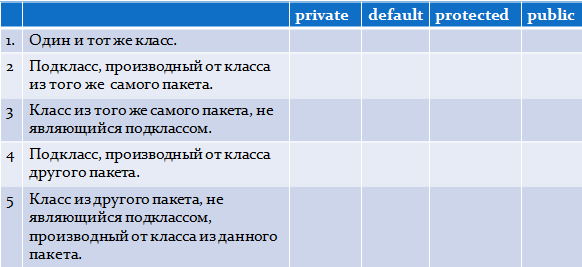 private default protected public
1. Один и тот же класс.
2 Подкласс, производный от класса
из того же самого пакета.
3 Класс из того же самого пакета, не
являющийся подклассом.
4 Подкласс, производный от класса
другого пакета.
5 Класс из другого пакета, не
являющийся подклассом,
производный от класса из данного
пакета.